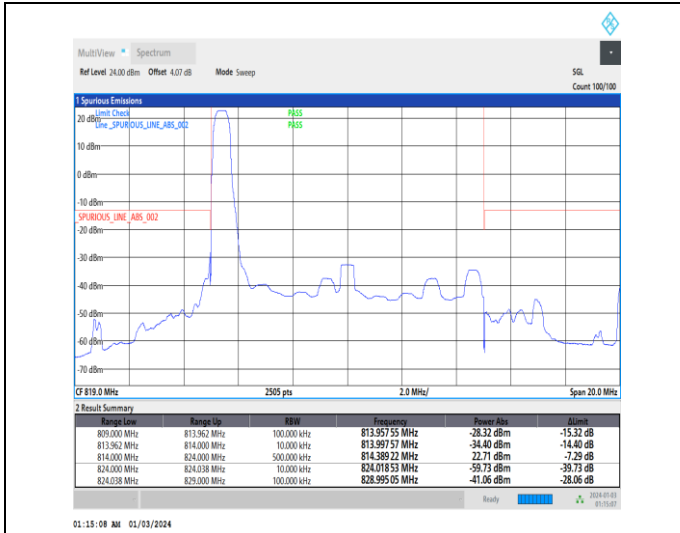 MultiView Spectrum
Ref Level 24.00 dBm Offset 4.07 dB Mode Sweep SGL
Count 100/100
1 Spurious Emissions
Limit Check PASS
20 dBm Line _SPURIOUS_LINE_ABS_002 PASS
10 dBm
0 dBm
-10 dBm
_SPURIOUS_LINE_ABS_002
-20 dBm
-30 dBm
-40 dBm
-50 dBm
-60 dBm
-70 dBm
CF 819.0 MHz 2505 pts 2.0 MHz/ Span 20.0 MHz
2 Result Summary
Range Low Range Up RBW Frequency Power Abs ΔLimit
809.000 MHz 813.962 MHz 100.000 kHz 813.957 55 MHz -28.32 dBm -15.32 dB
813.962 MHz 814.000 MHz 10.000 kHz 813.997 57 MHz -34.40 dBm -14.40 dB
814.000 MHz 824.000 MHz 500.000 kHz 814.389 22 MHz 22.71 dBm -7.29 dB
824.000 MHz 824.038 MHz 10.000 kHz 824.018 53 MHz -59.73 dBm -39.73 dB
824.038 MHz 829.000 MHz 100.000 kHz 828.995 05 MHz -41.06 dBm -28.06 dB
Ready 2024-01-03
01:15:07
01:15:08 AM 01/03/2024